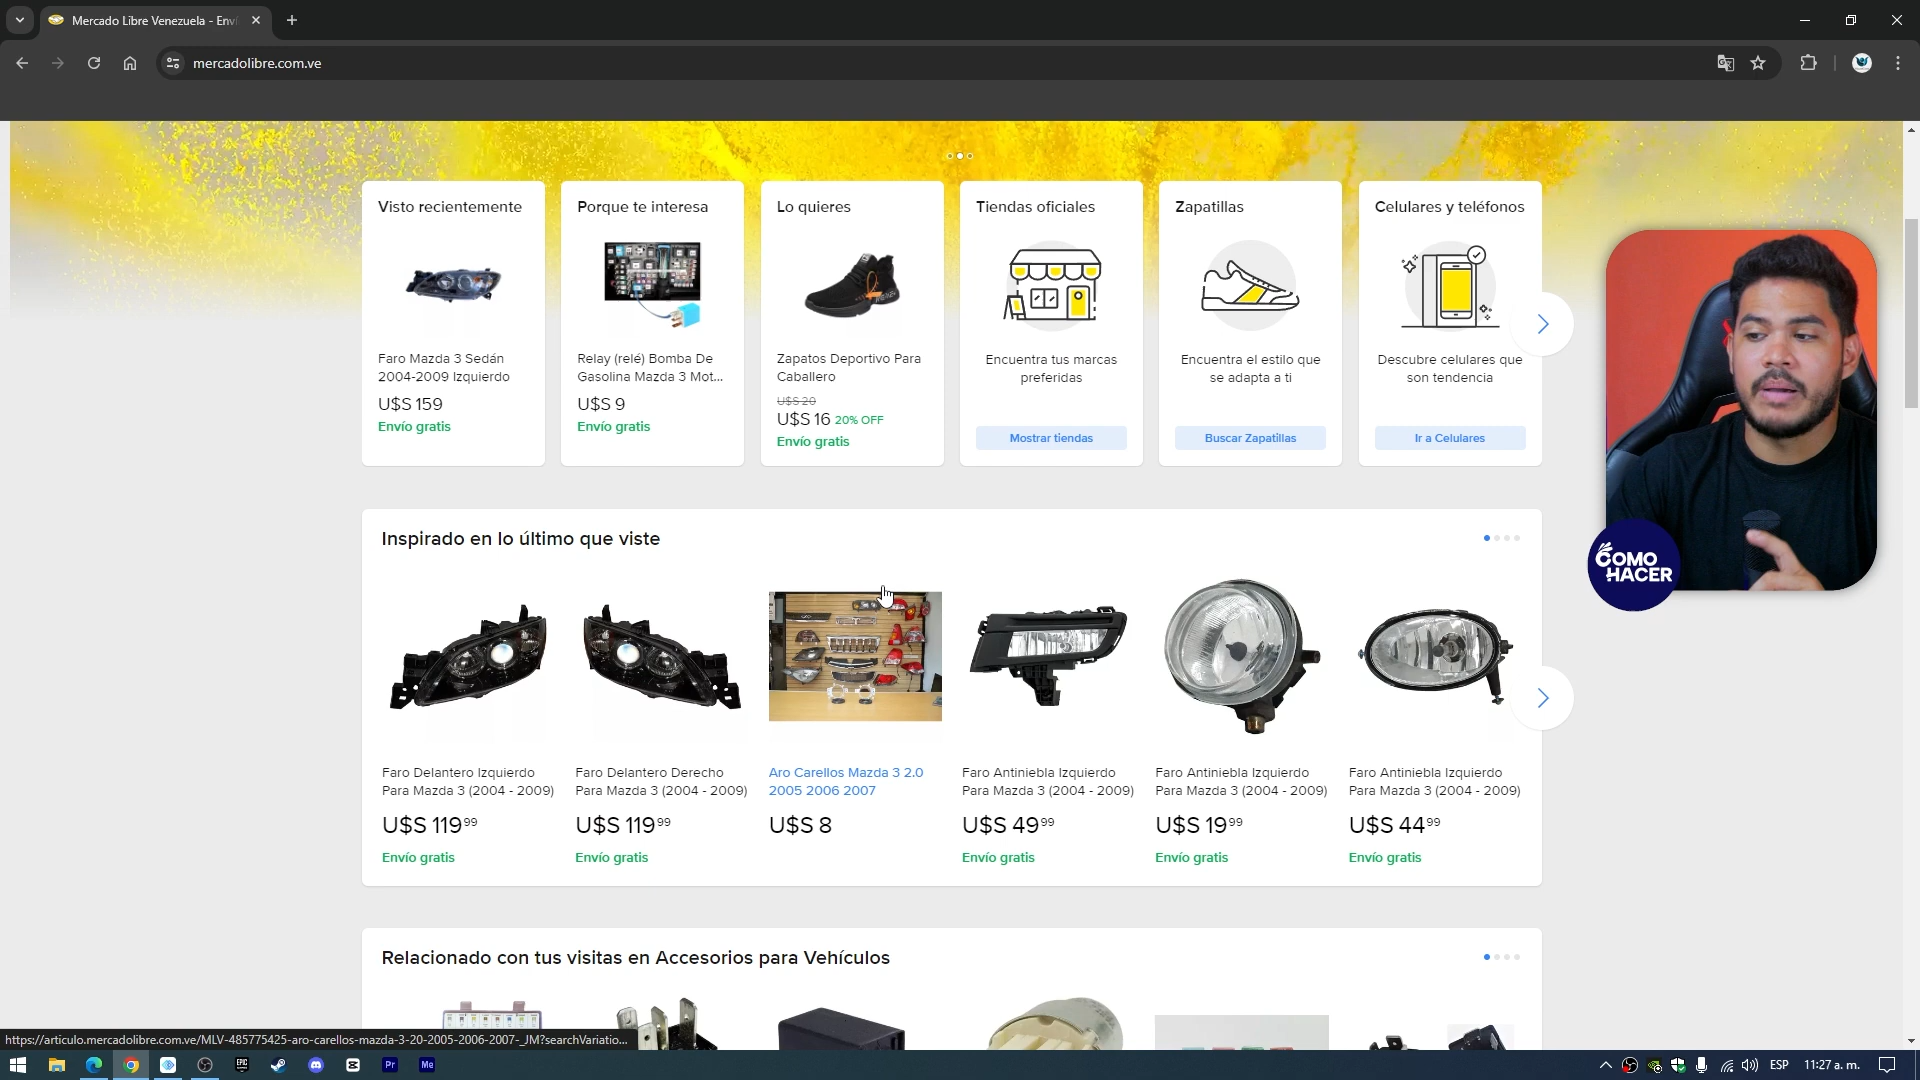 Mercado Libre Venezuela - Enví
mercadolibre.com.ve
Visto recientemente
Faro Mazda 3 Sedán
2004-2009 Izquierdo
U$S 159
Envío gratis
Porque te interesa
Relay (relé) Bomba De
Gasolina Mazda 3 Mot...
U$S 9
Envío gratis
Lo quieres
Zapatos Deportivo Para
Caballero
U$S 20
U$S 16 20% OFF
Envío gratis
Tiendas oficiales
Encuentra tus marcas
preferidas
Mostrar tiendas
Zapatillas
Encuentra el estilo que
se adapta a ti
Buscar Zapatillas
Celulares y teléfonos
Descubre celulares que
son tendencia
Ir a Celulares
COMO
HACER
Inspirado en lo último que viste
Faro Delantero Izquierdo
Para Mazda 3 (2004 - 2009)
U$S 119 99
Envío gratis
Faro Delantero Derecho
Para Mazda 3 (2004 - 2009)
U$S 119 99
Envío gratis
Aro Carellos Mazda 3 2.0
2005 2006 2007
U$S 8
Faro Antiniebla Izquierdo
Para Mazda 3 (2004 - 2009)
U$S 49 99
Envío gratis
Faro Antiniebla Izquierdo
Para Mazda 3 (2004 - 2009)
U$S 19 99
Envío gratis
Faro Antiniebla Izquierdo
Para Mazda 3 (2004 - 2009)
U$S 44 99
Envío gratis
Relacionado con tus visitas en Accesorios para Vehículos
https://articulo.mercadolibre.com.ve/MLV-485775425-aro-carellos-mazda-3-20-2005-2006-2007-_JM?searchVariatio...
EPIC
GAMES
Pr
Me
ESP
11:27 a. m.